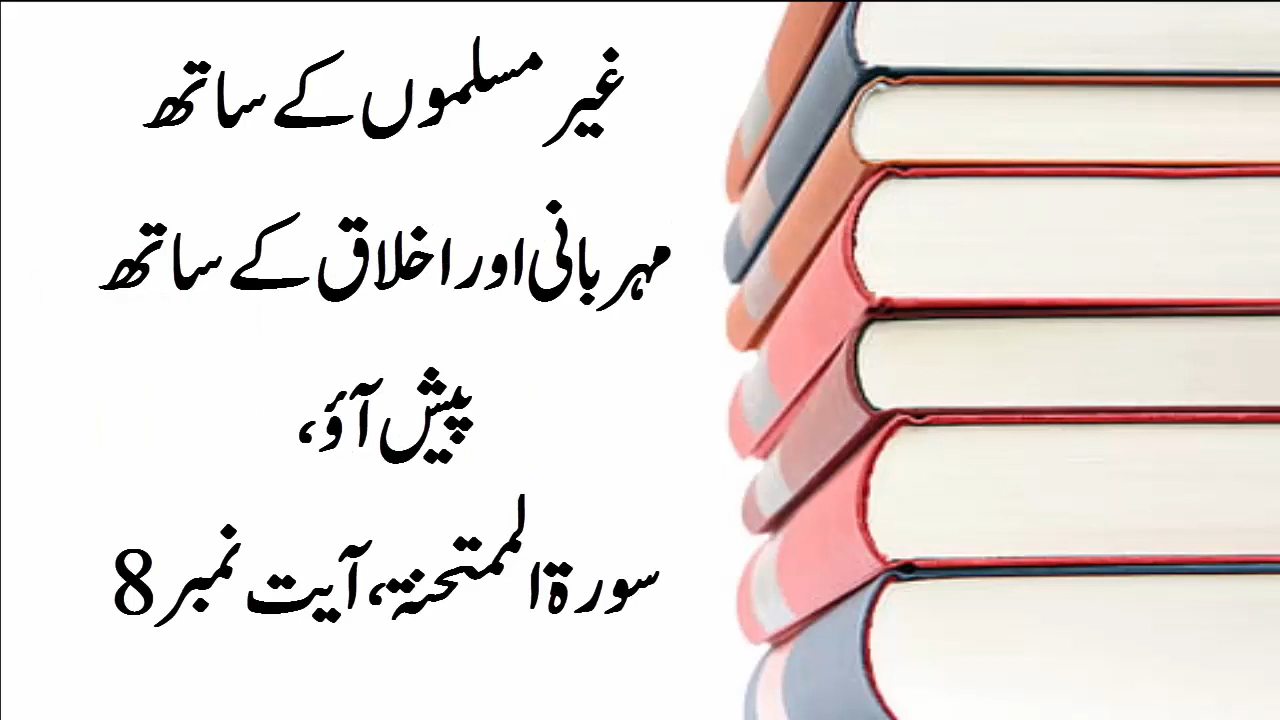 غیر مسلموں کے ساتھ
مہربانی اور اخلاق کے ساتھ
پیش آؤ،
سورۃ الممتحنۃ، آیت نمبر 8